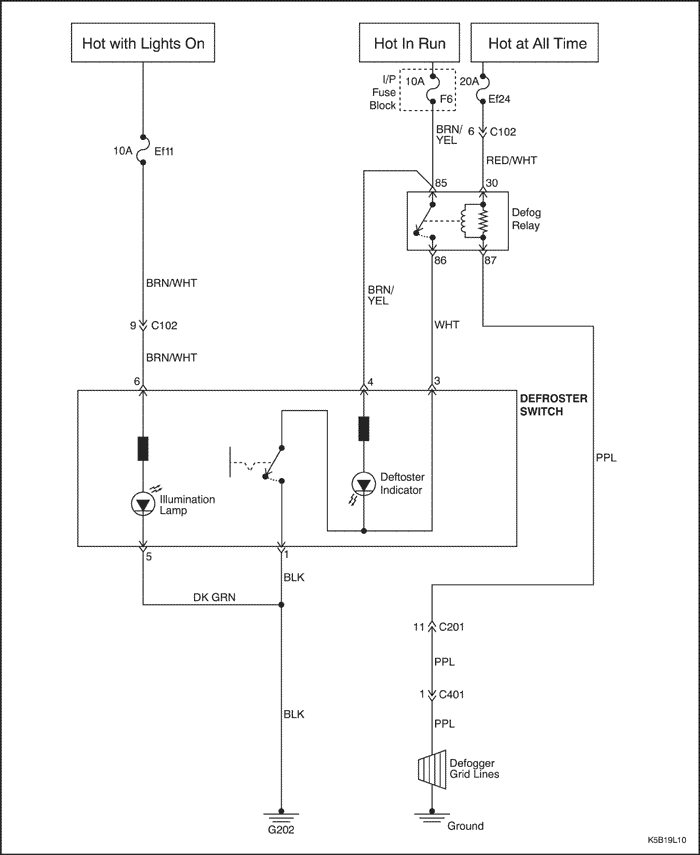 Hot with Lights On
Hot In Run
Hot at All Time
I/P
Fuse
Block
10A
F6
20A
Ef24
BRN/
YEL
6
C102
10A
Ef11
RED/WHT
85
30
Defog
Relay
86
87
BRN/WHT
BRN/
YEL
WHT
9
C102
BRN/WHT
6
4
3
DEFROSTER
SWITCH
PPL
Deftoster
Indicator
Illumination
Lamp
5
1
BLK
DK GRN
11
C201
PPL
1
C401
BLK
PPL
Defogger
Grid Lines
G202
Ground
K5B19L10